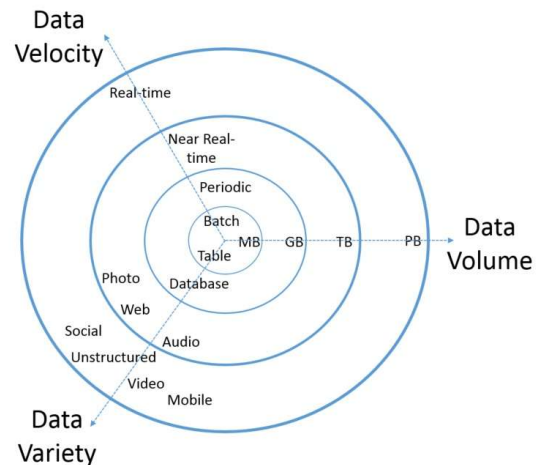 Data
Velocity
Real-time
Near Real-
time
Periodic
Batch
MB GB TB PB
Data
Volume
Table
Database
Photo
Web
Audio
Social
Unstructured
Video
Mobile
Data
Variety